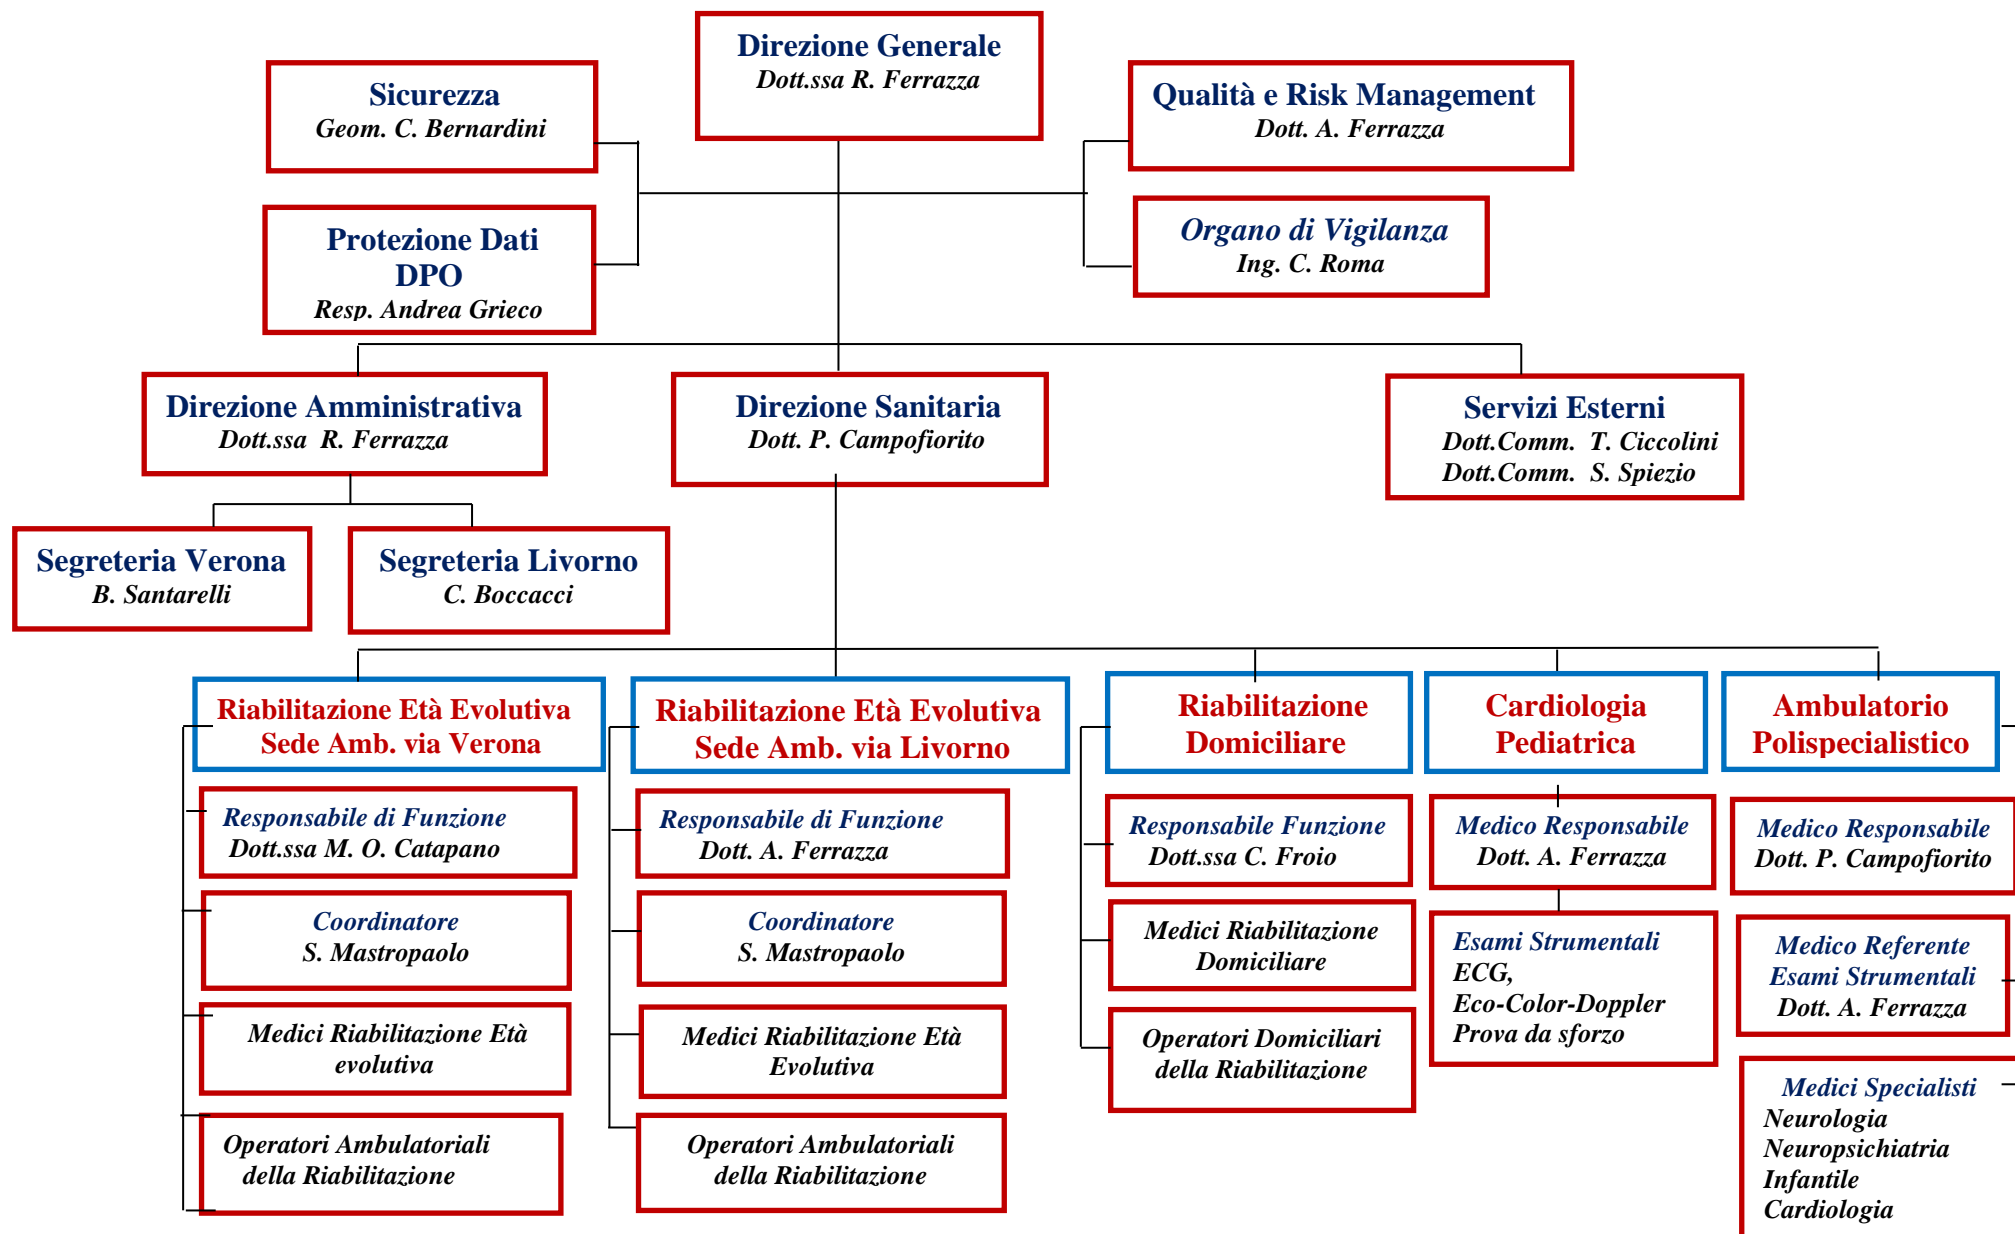 Direzione Generale
Dott.ssa R. Ferrazza
Sicurezza
Geom. C. Bernardini
Qualità e Risk Management
Dott. A. Ferrazza
Protezione Dati
DPO
Resp. Andrea Grieco
Organo di Vigilanza
Ing. C. Roma
Direzione Amministrativa
Dott.ssa R. Ferrazza
Direzione Sanitaria
Dott. P. Campofiorito
Servizi Esterni
Dott.Comm. T. Ciccolini
Dott.Comm. S. Spiezio
Segreteria Verona
B. Santarelli
Segreteria Livorno
C. Boccacci
Riabilitazione Età Evolutiva
Sede Amb. via Verona
Responsabile di Funzione
Dott.ssa M. O. Catapano
Coordinatore
S. Mastropaolo
Medici Riabilitazione Età
evolutiva
Operatori Ambulatoriali
della Riabilitazione
Riabilitazione Età Evolutiva
Sede Amb. via Livorno
Responsabile di Funzione
Dott. A. Ferrazza
Coordinatore
S. Mastropaolo
Medici Riabilitazione Età
Evolutiva
Operatori Ambulatoriali
della Riabilitazione
Riabilitazione
Domiciliare
Responsabile Funzione
Dott.ssa C. Froio
Medici Riabilitazione
Domiciliare
Operatori Domiciliari
della Riabilitazione
Cardiologia
Pediatrica
Medico Responsabile
Dott. A. Ferrazza
Esami Strumentali
ECG,
Eco-Color-Doppler
Prova da sforzo
Ambulatorio
Polispecialistico
Medico Responsabile
Dott. P. Campofiorito
Medico Referente
Esami Strumentali
Dott. A. Ferrazza
Medici Specialisti
Neurologia
Neuropsichiatria
Infantile
Cardiologia